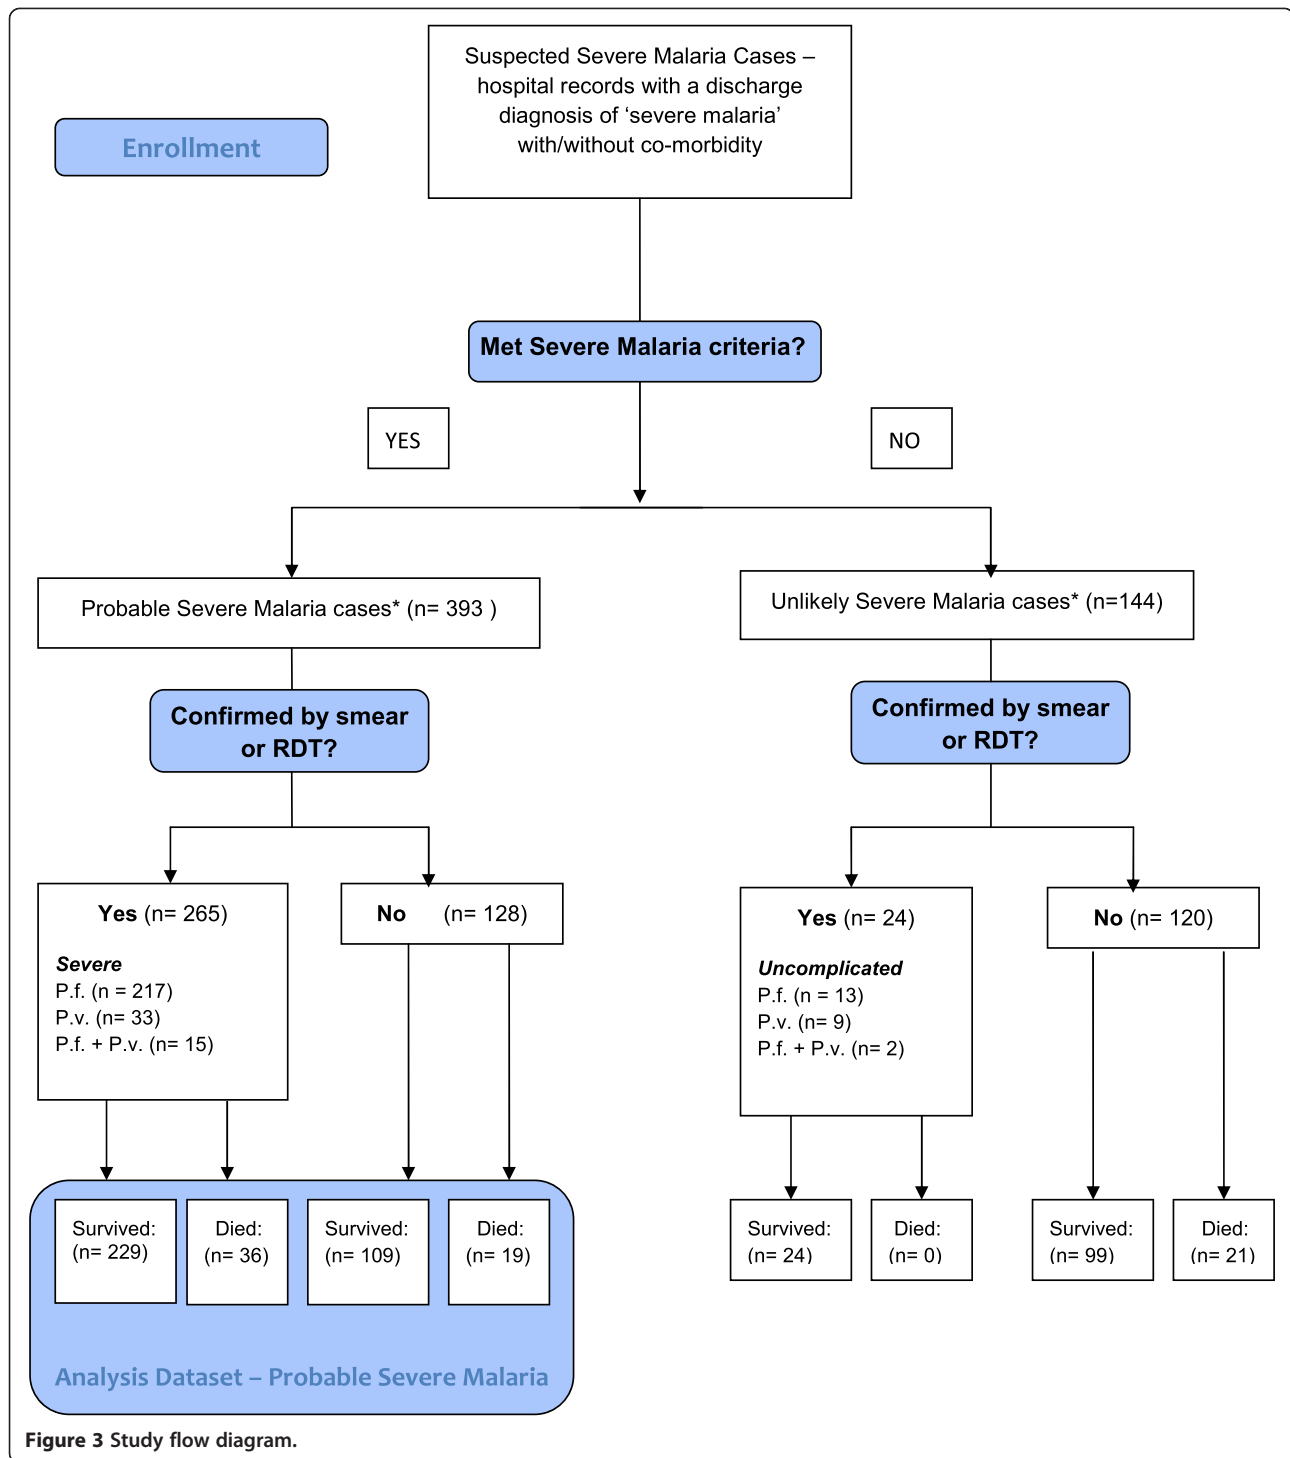 Suspected Severe Malaria Cases –
hospital records with a discharge
diagnosis of ‘severe malaria’
with/without co-morbidity
Enrollment
Met Severe Malaria criteria?
YES
NO
Probable Severe Malaria cases* (n= 393 )
Unlikely Severe Malaria cases* (n=144)
Confirmed by smear
or RDT?
Confirmed by smear
or RDT?
Yes (n= 265)
Severe
P.f. (n = 217)
P.v. (n= 33)
P.f. + P.v. (n= 15)
No (n= 128)
Yes (n= 24)
Uncomplicated
P.f. (n = 13)
P.v. (n= 9)
P.f. + P.v. (n= 2)
No (n= 120)
Survived:
(n= 229)
Died:
(n= 36)
Survived:
(n= 109)
Died:
(n= 19)
Survived:
(n= 24)
Died:
(n= 0)
Survived:
(n= 99)
Died:
(n= 21)
Analysis Dataset – Probable Severe Malaria
Figure 3 Study flow diagram.